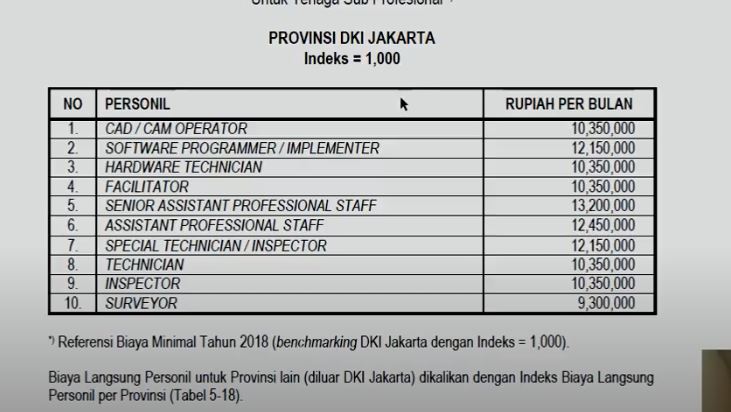 Untuk Tenaga Sub Profesional *)
PROVINSI DKI JAKARTA
Indeks = 1,000
NO PERSONIL RUPIAH PER BULAN
1. CAD / CAM OPERATOR 10,350,000
2. SOFTWARE PROGRAMMER / IMPLEMENTER 12,150,000
3. HARDWARE TECHNICIAN 10,350,000
4. FACILITATOR 10,350,000
5. SENIOR ASSISTANT PROFESSIONAL STAFF 13,200,000
6. ASSISTANT PROFESSIONAL STAFF 12,450,000
7. SPECIAL TECHNICIAN / INSPECTOR 12,150,000
8. TECHNICIAN 10,350,000
9. INSPECTOR 10,350,000
10. SURVEYOR 9,300,000
*) Referensi Biaya Minimal Tahun 2018 (benchmarking DKI Jakarta dengan Indeks = 1,000).
Biaya Langsung Personil untuk Provinsi lain (diluar DKI Jakarta) dikalikan dengan Indeks Biaya Langsung
Personil per Provinsi (Tabel 5-18).